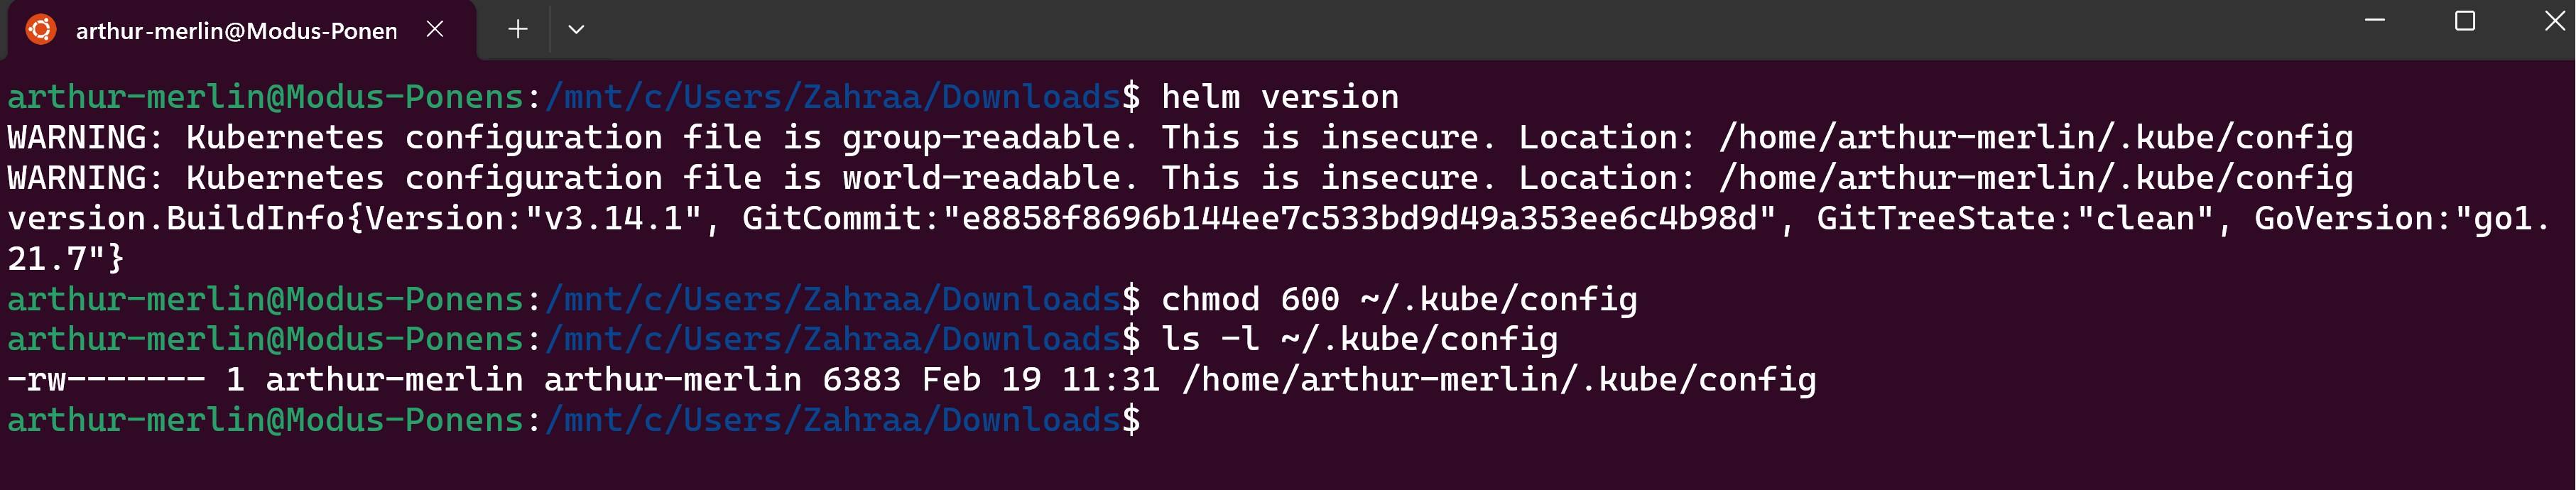 arthur-merlin@Modus-Ponen
arthur-merlin@Modus-Ponens:/mnt/c/Users/Zahraa/Downloads$ helm version
WARNING: Kubernetes configuration file is group-readable. This is insecure. Location: /home/arthur-merlin/.kube/config
WARNING: Kubernetes configuration file is world-readable. This is insecure. Location: /home/arthur-merlin/.kube/config
version.BuildInfo{Version:"v3.14.1", GitCommit:"e8858f8696b144ee7c533bd9d49a353ee6c4b98d", GitTreeState:"clean", GoVersion:"go1.
21.7"}
arthur-merlin@Modus-Ponens:/mnt/c/Users/Zahraa/Downloads$ chmod 600 ~/.kube/config
arthur-merlin@Modus-Ponens:/mnt/c/Users/Zahraa/Downloads$ ls -l ~/.kube/config
-rw------- 1 arthur-merlin arthur-merlin 6383 Feb 19 11:31 /home/arthur-merlin/.kube/config
arthur-merlin@Modus-Ponens:/mnt/c/Users/Zahraa/Downloads$